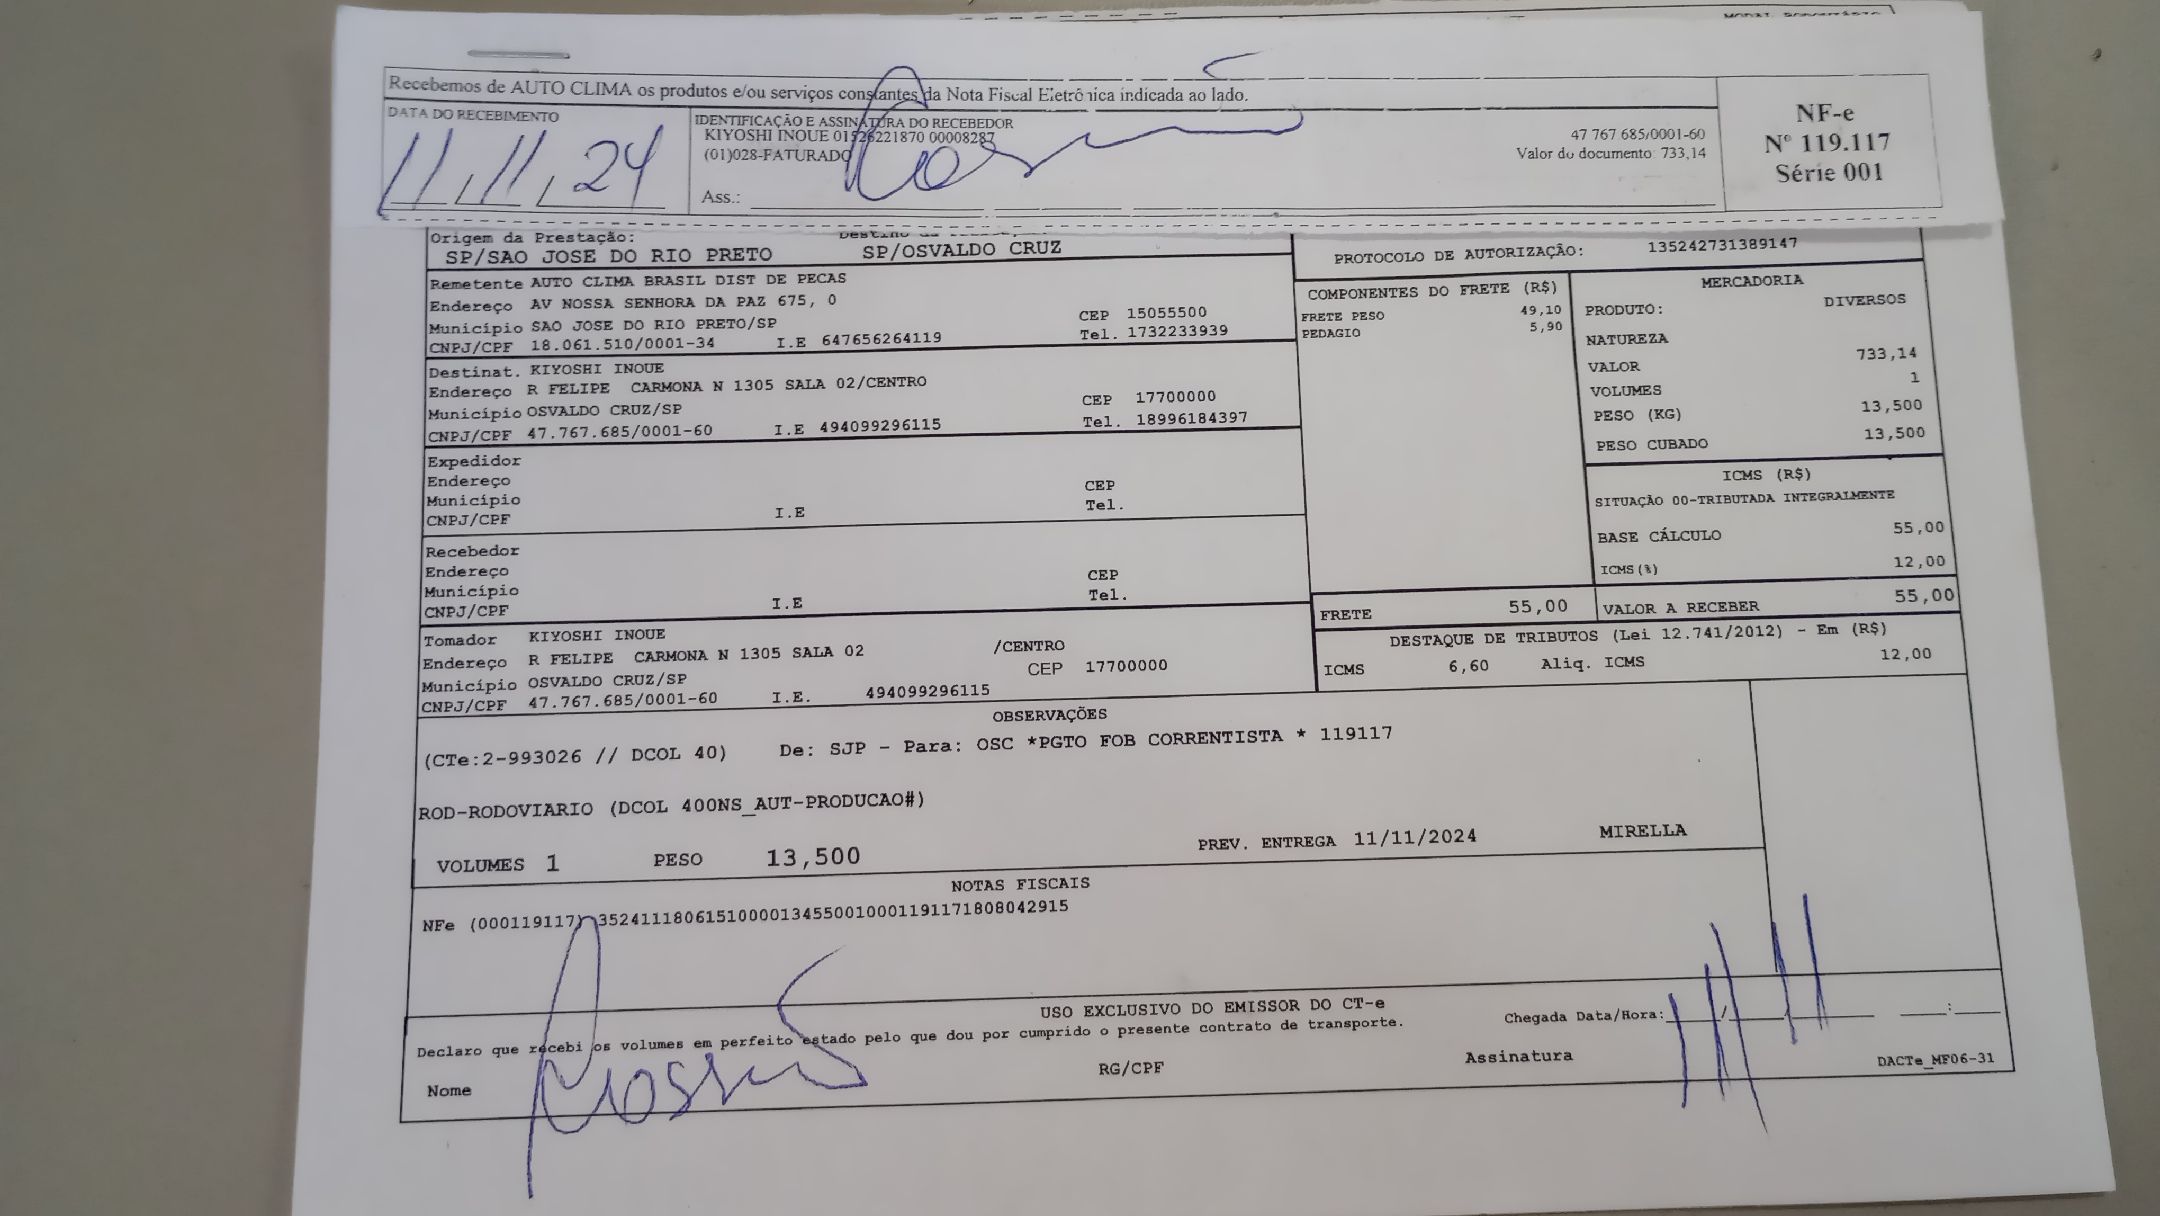 Recebemos de AUTO CLIMA os produtos e/ou serviços constantes da Nota Fiscal Eletrônica indicada ao lado.
DATA DO RECEBIMENTO
11,11,24
IDENTIFICAÇÃO E ASSINATURA DO RECEBEDOR
KIYOSHI INOUE 01526221870 00008287
47 767 685/0001-60
(01)028-FATURADO
Valor do documento: 733,14
Ass.:
NF-e
Nº 119.117
Série 001
Origem da Prestação:
SP/SAO JOSE DO RIO PRETO
SP/OSVALDO CRUZ
PROTOCOLO DE AUTORIZAÇÃO: 135242731389147
Remetente AUTO CLIMA BRASIL DIST DE PECAS
Endereço AV NOSSA SENHORA DA PAZ 675, 0
Município SAO JOSE DO RIO PRETO/SP CEP 15055500
CNPJ/CPF 18.061.510/0001-34 I.E 647656264119 Tel. 1732233939
Destinat. KIYOSHI INOUE
Endereço R FELIPE CARMONA N 1305 SALA 02/CENTRO
Município OSVALDO CRUZ/SP CEP 17700000
CNPJ/CPF 47.767.685/0001-60 I.E 494099296115 Tel. 18996184397
Expedidor
Endereço
Município CEP
CNPJ/CPF I.E Tel.
Recebedor
Endereço
Município CEP
CNPJ/CPF I.E Tel.
Tomador KIYOSHI INOUE
Endereço R FELIPE CARMONA N 1305 SALA 02 /CENTRO
Município OSVALDO CRUZ/SP CEP 17700000
CNPJ/CPF 47.767.685/0001-60 I.E. 494099296115
COMPONENTES DO FRETE (R$)
FRETE PESO 49,10
PEDAGIO 5,90
MERCADORIA
PRODUTO: DIVERSOS
NATUREZA
VALOR 733,14
VOLUMES 1
PESO (KG) 13,500
PESO CUBADO 13,500
ICMS (R$)
SITUAÇÃO 00-TRIBUTADA INTEGRALMENTE
BASE CÁLCULO 55,00
ICMS(%) 12,00
FRETE 55,00 VALOR A RECEBER 55,00
DESTAQUE DE TRIBUTOS (Lei 12.741/2012) - Em (R$)
ICMS 6,60 Aliq. ICMS 12,00
OBSERVAÇÕES
(CTe:2-993026 // DCOL 40) De: SJP - Para: OSC *PGTO FOB CORRENTISTA * 119117
ROD-RODOVIARIO (DCOL 400NS_AUT-PRODUCAO#)
VOLUMES 1 PESO 13,500 PREV. ENTREGA 11/11/2024 MIRELLA
NOTAS FISCAIS
NFe (000119117) 35241118061510000134550010001191171808042915
USO EXCLUSIVO DO EMISSOR DO CT-e
Declaro que recebi os volumes em perfeito estado pelo que dou por cumprido o presente contrato de transporte.
Chegada Data/Hora: / / :
Nome RG/CPF Assinatura
DACTe_MF06-31